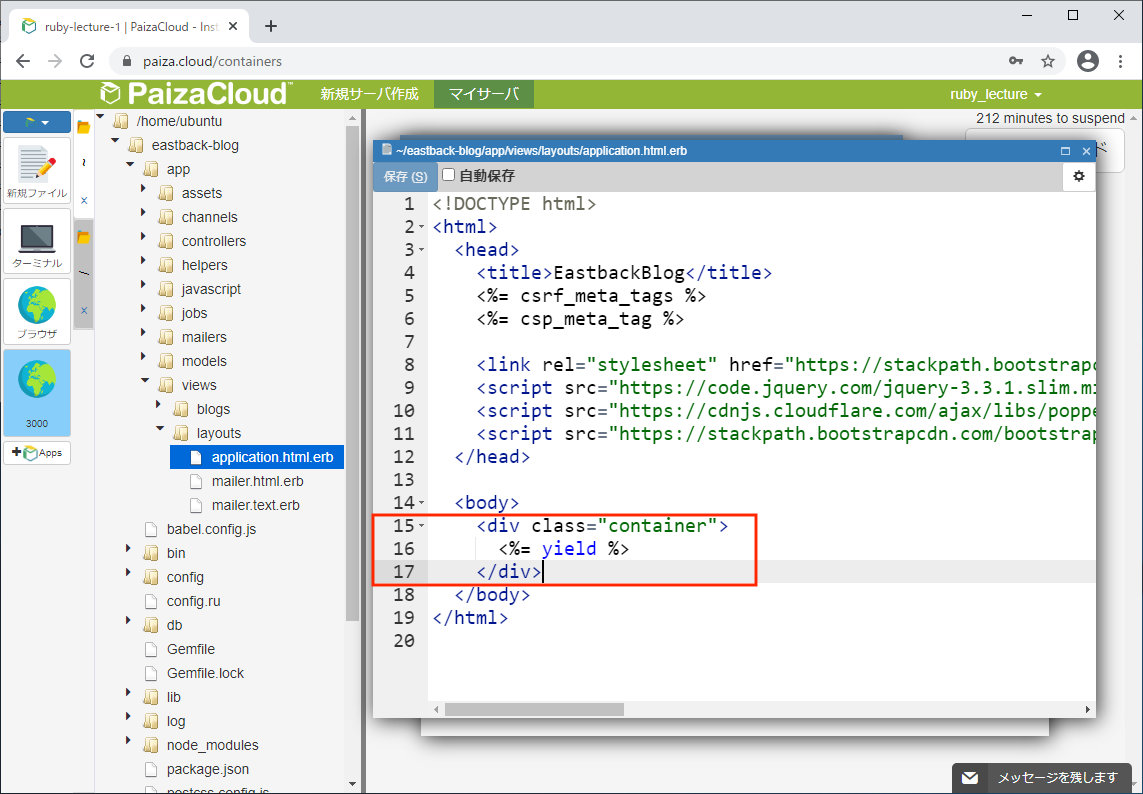 ruby-lecture-1 | PaizaCloud - Inst
paiza.cloud/containers
PaizaCloud
新規サーバ作成
マイサーバ
ruby_lecture
212 minutes to suspend
新規ファイル
ターミナル
ブラウザ
3000
Apps
/home/ubuntu
eastback-blog
app
assets
channels
controllers
helpers
javascript
jobs
mailers
models
views
blogs
layouts
application.html.erb
mailer.html.erb
mailer.text.erb
babel.config.js
bin
config
config.ru
db
Gemfile
Gemfile.lock
lib
log
node_modules
package.json
postcss.config.js
~/eastback-blog/app/views/layouts/application.html.erb
保存 (S)
自動保存
ド
1 <!DOCTYPE html>
2 <html>
3 <head>
4 <title>EastbackBlog</title>
5 <%= csrf_meta_tags %>
6 <%= csp_meta_tag %>
7
8 <link rel="stylesheet" href="https://stackpath.bootstrapc
9 <script src="https://code.jquery.com/jquery-3.3.1.slim.mi
10 <script src="https://cdnjs.cloudflare.com/ajax/libs/poppe
11 <script src="https://stackpath.bootstrapcdn.com/bootstrap
12 </head>
13
14 <body>
15 <div class="container">
16 <%= yield %>
17 </div>
18 </body>
19 </html>
20
メッセージを残します